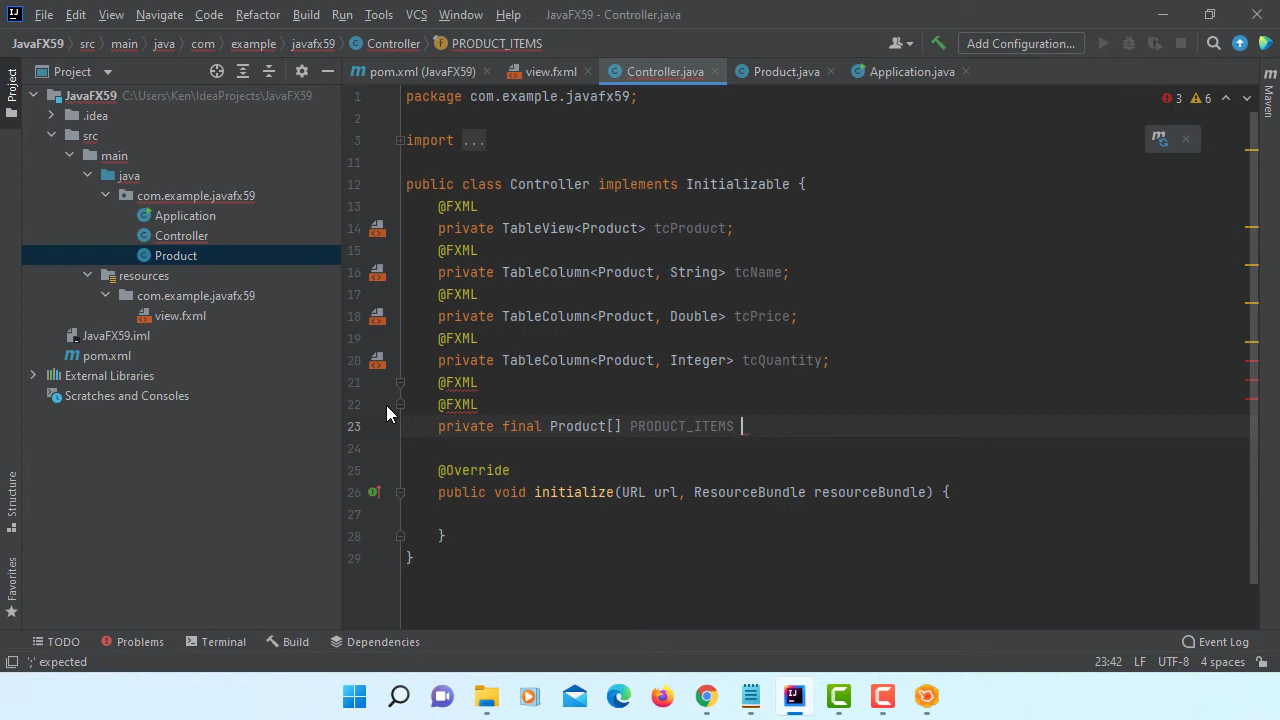 File Edit View Navigate Code Refactor Build Run Tools VCS Window Help JavaFX59 - Controller.java
JavaFX59 src main java com example javafx59 Controller PRODUCT_ITEMS Add Configuration...
Project pom.xml (JavaFX59) view.fxml Controller.java Product.java Application.java
Project
Maven
Structure
Favorites
JavaFX59 C:\Users\Ken\IdeaProjects\JavaFX59
.idea
src
main
java
com.example.javafx59
Application
Controller
Product
resources
com.example.javafx59
view.fxml
JavaFX59.iml
pom.xml
External Libraries
Scratches and Consoles
3 6
1 package com.example.javafx59;
2
3 import ...
11
12 public class Controller implements Initializable {
13 @FXML
14 private TableView<Product> tcProduct;
15 @FXML
16 private TableColumn<Product, String> tcName;
17 @FXML
18 private TableColumn<Product, Double> tcPrice;
19 @FXML
20 private TableColumn<Product, Integer> tcQuantity;
21 @FXML
22 @FXML
23 private final Product[] PRODUCT_ITEMS
24
25 @Override
26 public void initialize(URL url, ResourceBundle resourceBundle) {
27
28 }
29 }
TODO Problems Terminal Build Dependencies Event Log
';' expected 23:42 LF UTF-8 4 spaces